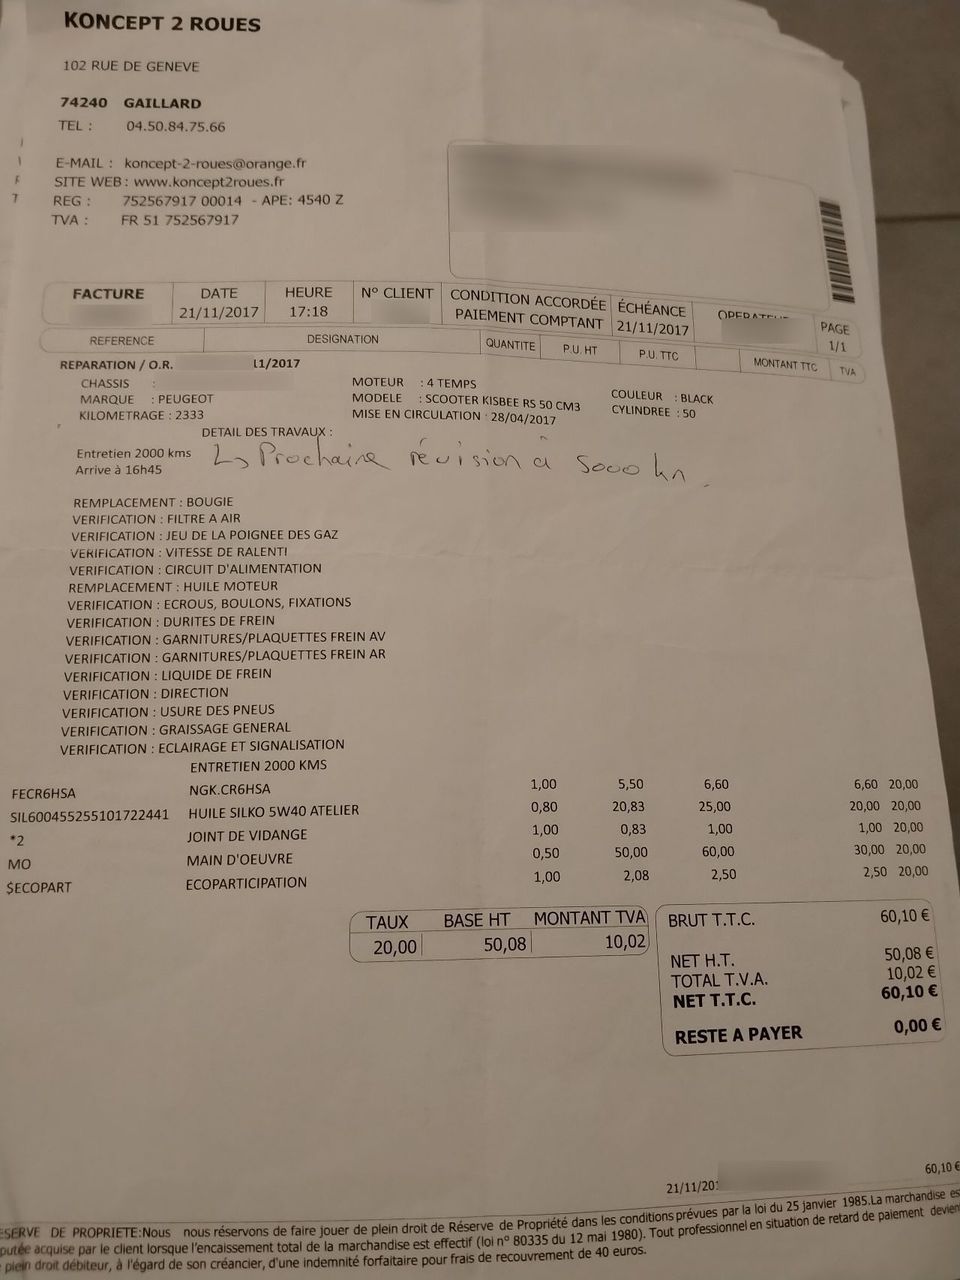 KONCEPT 2 ROUES
102 RUE DE GENEVE
74240 GAILLARD
TEL : 04.50.84.75.66
E-MAIL : koncept-2-roues@orange.fr
SITE WEB : www.koncept2roues.fr
REG : 752567917 00014 - APE: 4540 Z
TVA : FR 51 752567917
FACTURE DATE HEURE N° CLIENT CONDITION ACCORDÉE ÉCHÉANCE PAGE
21/11/2017 17:18 PAIEMENT COMPTANT 21/11/2017 1/1
REFERENCE DESIGNATION QUANTITE P.U. HT P.U. TTC MONTANT TTC TVA
REPARATION / O.R. 11/2017
CHASSIS : MOTEUR : 4 TEMPS
MARQUE : PEUGEOT MODELE : SCOOTER KISBEE RS 50 CM3 COULEUR : BLACK
KILOMETRAGE : 2333 MISE EN CIRCULATION : 28/04/2017 CYLINDREE : 50
DETAIL DES TRAVAUX :
Entretien 2000 kms Prochaine révision à 5000 km
Arrive à 16h45
REMPLACEMENT : BOUGIE
VERIFICATION : FILTRE A AIR
VERIFICATION : JEU DE LA POIGNEE DES GAZ
VERIFICATION : VITESSE DE RALENTI
VERIFICATION : CIRCUIT D'ALIMENTATION
REMPLACEMENT : HUILE MOTEUR
VERIFICATION : ECROUS, BOULONS, FIXATIONS
VERIFICATION : DURITES DE FREIN
VERIFICATION : GARNITURES/PLAQUETTES FREIN AV
VERIFICATION : GARNITURES/PLAQUETTES FREIN AR
VERIFICATION : LIQUIDE DE FREIN
VERIFICATION : DIRECTION
VERIFICATION : USURE DES PNEUS
VERIFICATION : GRAISSAGE GENERAL
VERIFICATION : ECLAIRAGE ET SIGNALISATION
ENTRETIEN 2000 KMS
FECR6HSA NGK.CR6HSA 1,00 5,50 6,60 6,60 20,00
SIL600455255101722441 HUILE SILKO 5W40 ATELIER 0,80 20,83 25,00 20,00 20,00
*2 JOINT DE VIDANGE 1,00 0,83 1,00 1,00 20,00
MO MAIN D'OEUVRE 0,50 50,00 60,00 30,00 20,00
$ECOPART ECOPARTICIPATION 1,00 2,08 2,50 2,50 20,00
TAUX BASE HT MONTANT TVA
20,00 50,08 10,02
BRUT T.T.C. 60,10 €
NET H.T. 50,08 €
TOTAL T.V.A. 10,02 €
NET T.T.C. 60,10 €
RESTE A PAYER 0,00 €
21/11/201 60,10 €
DE PROPRIETE:Nous nous réservons de faire jouer de plein droit de Réserve de Propriété dans les conditions prévues par la loi du 25 janvier 1985.La marchandise es
putée acquise par le client lorsque l'encaissement total de la marchandise est effectif (loi n° 80335 du 12 mai 1980). Tout professionnel en situation de retard de paiement devien
plein droit débiteur, à l'égard de son créancier, d'une indemnité forfaitaire pour frais de recouvrement de 40 euros.